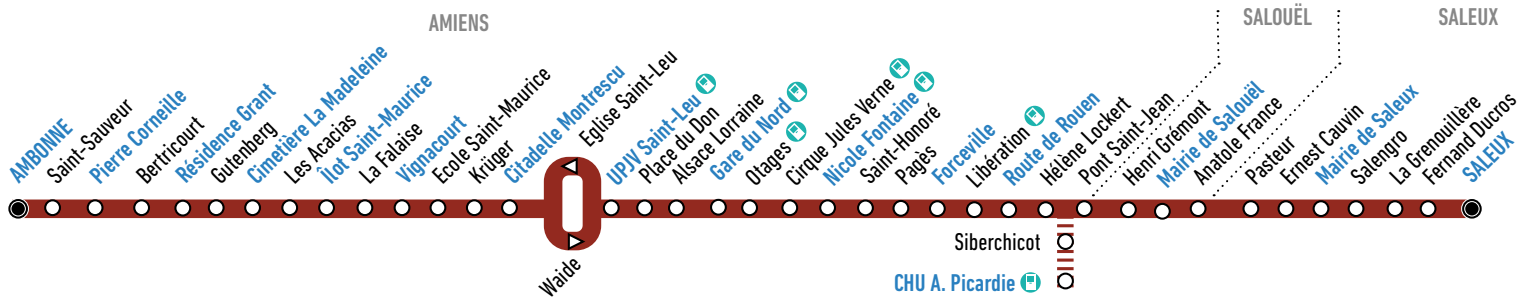 AMIENS
SALOUËL
SALEUX
AMBONNE
Saint-Sauveur
Pierre Corneille
Bertricourt
Résidence Grant
Gutenberg
Cimetière La Madeleine
Les Acacias
Îlot Saint-Maurice
La Falaise
Vignacourt
Ecole Saint-Maurice
Krüger
Citadelle Montrescu
Eglise Saint-Leu
Waide
UPJV Saint-Leu
Place du Don
Alsace Lorraine
Gare du Nord
Otages
Cirque Jules Verne
Nicole Fontaine
Saint-Honoré
Pagès
Forceville
Libération
Route de Rouen
Hélène Lockert
Pont Saint-Jean
Henri Grémont
Mairie de Salouël
Anatole France
Pasteur
Ernest Cauvin
Mairie de Saleux
Salengro
La Grenouillère
Fernand Ducros
SALEUX
Siberchicot
CHU A. Picardie